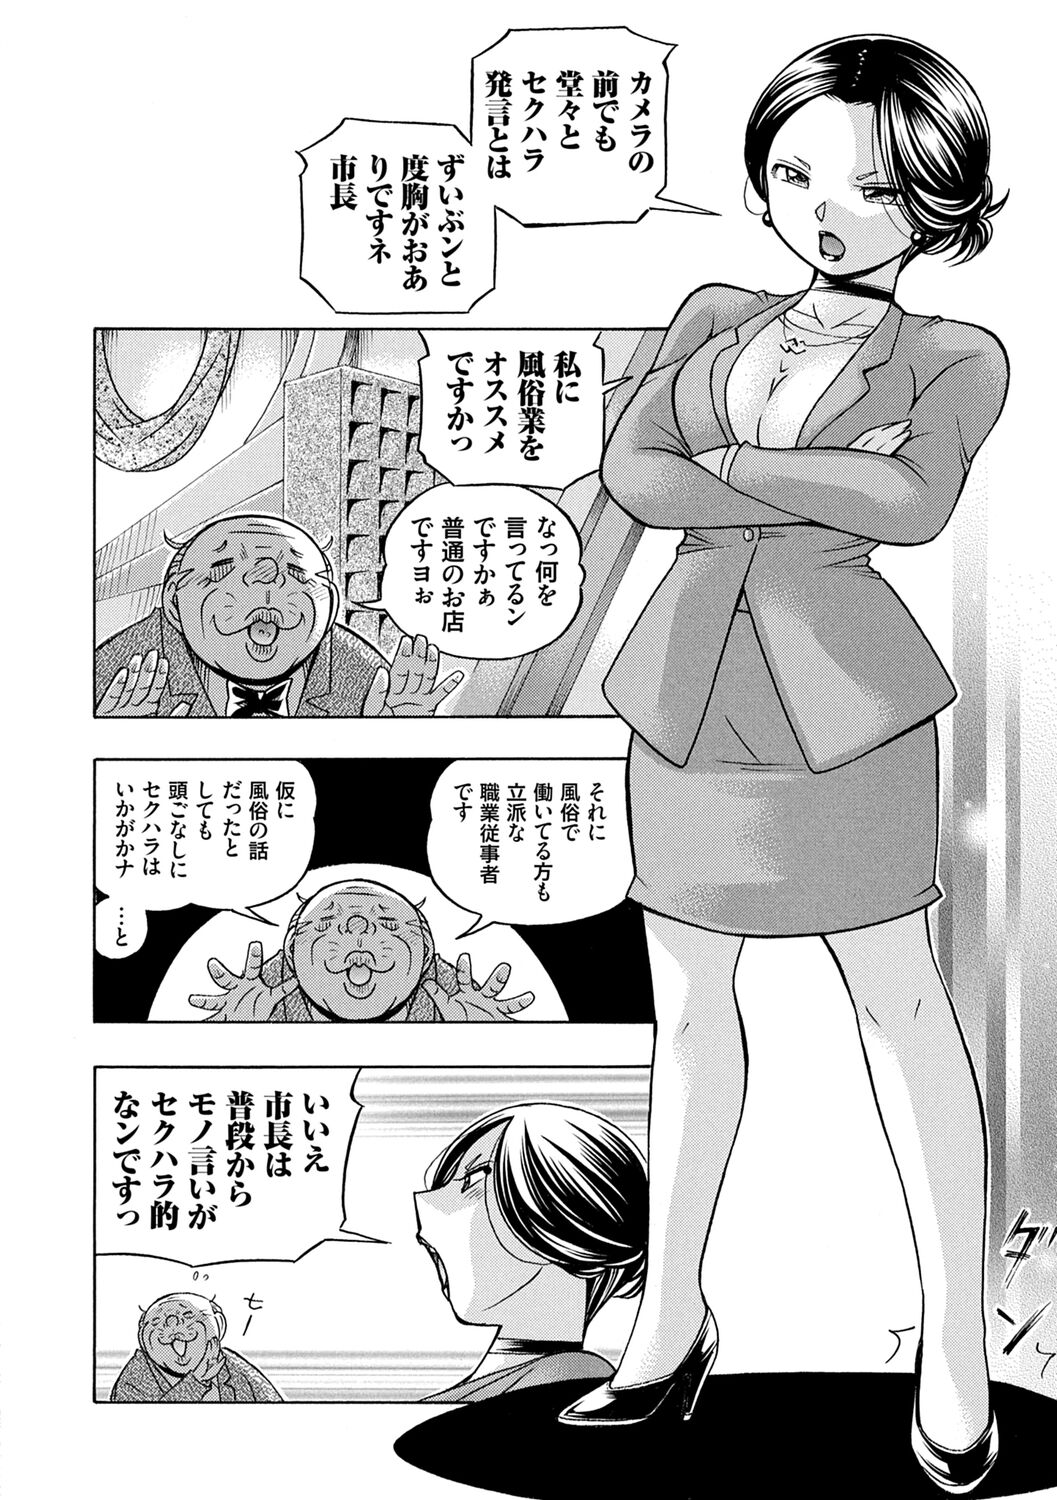 カメラの
前でも
堂々と
セクハラ
発言とは
ずいぶンと
度胸がおあ
りですネ
市長
私に
風俗業を
オススメ
ですかっ
なっ何を
言ってるン
ですかぁ
普通のお店
ですヨぉ
それに
風俗で
働いてる方も
立派な
職業従事者
です
仮に
風俗の話
だったと
しても
頭ごなしに
セクハラは
いかがかナ
…と
いいえ
市長は
普段から
モノ言いが
セクハラ的
なンですっ
モー
ダンッ